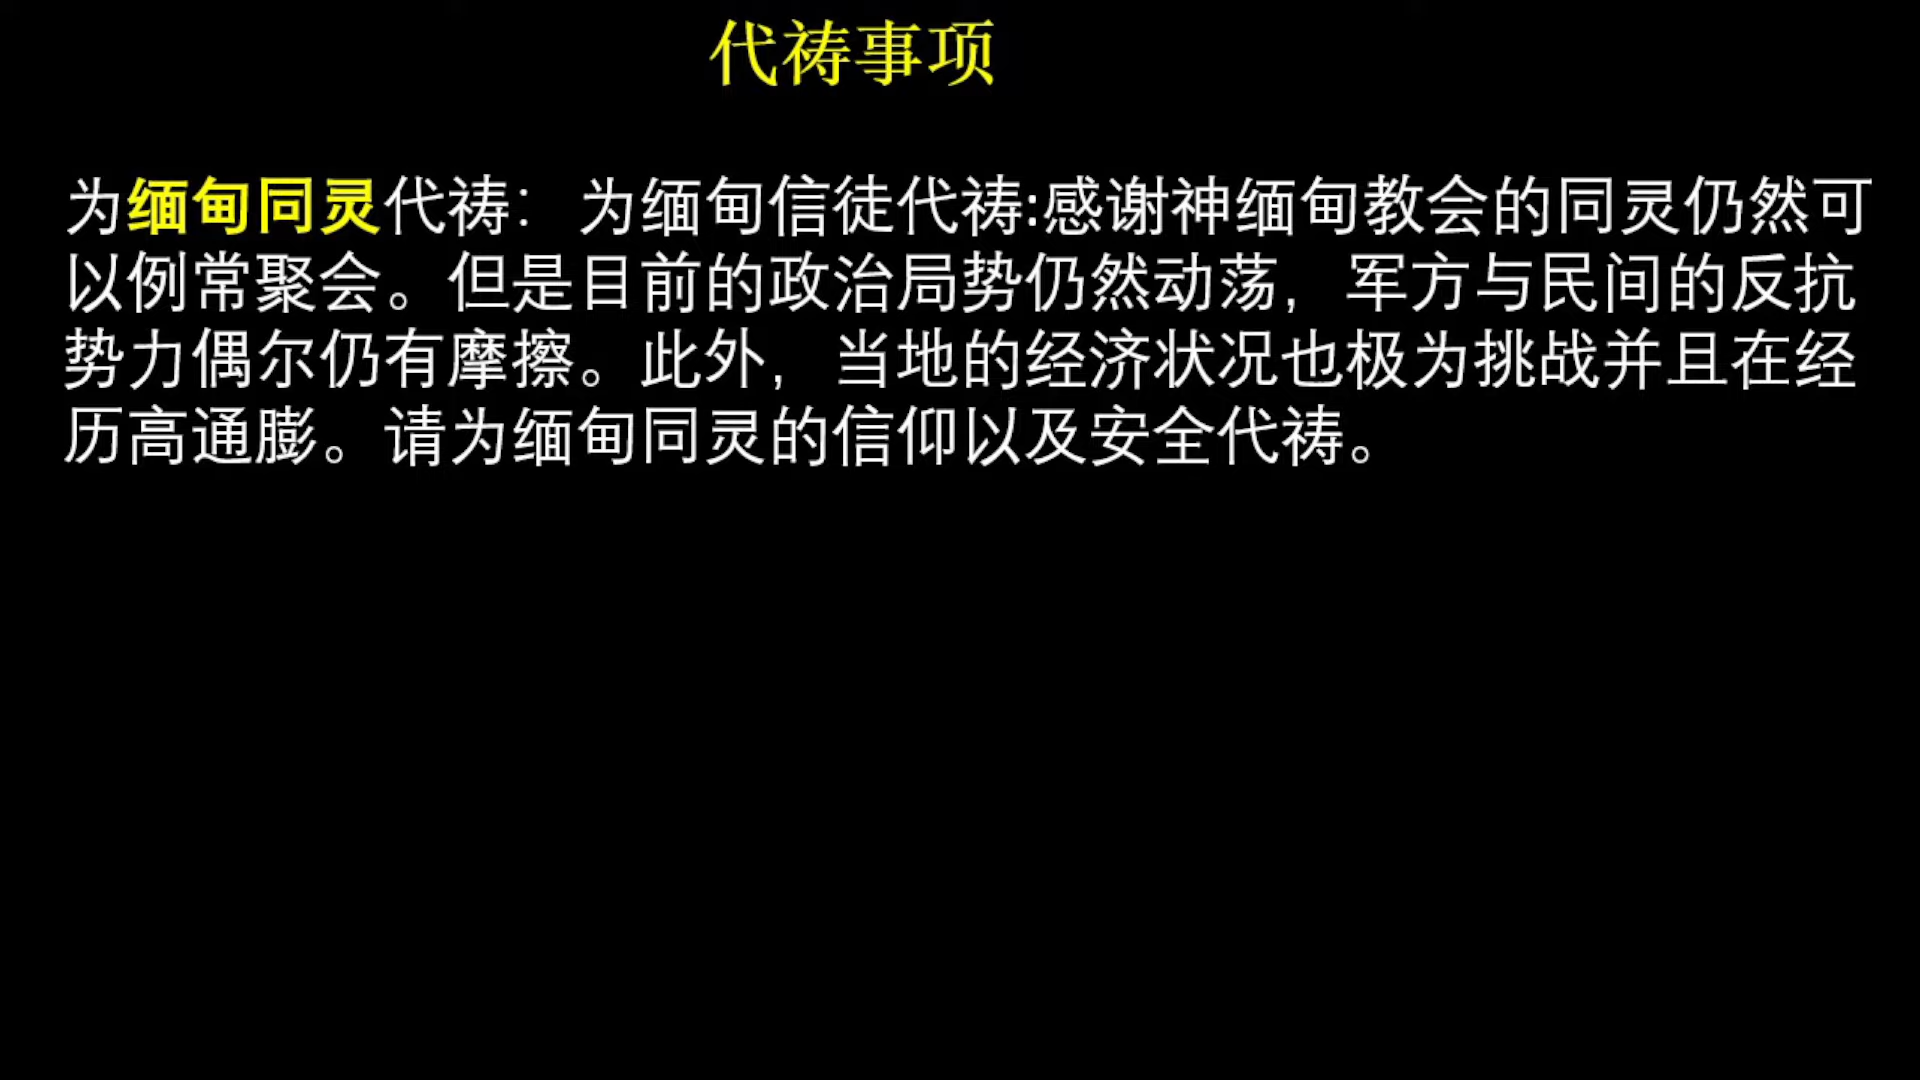 代祷事项
为缅甸同灵代祷： 为缅甸信徒代祷:感谢神缅甸教会的同灵仍然可
以例常聚会。但是目前的政治局势仍然动荡，军方与民间的反抗
势力偶尔仍有摩擦。此外，当地的经济状况也极为挑战并且在经
历高通膨。请为缅甸同灵的信仰以及安全代祷。